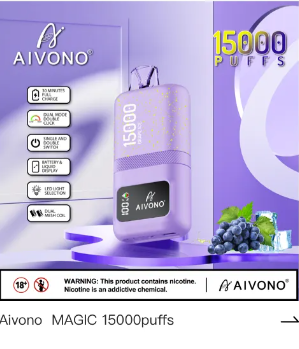 AIVONO®
15000
PUFFS
30 MINUTES
FULL
CHARGE
DUAL MODE
DOUBLE
CLICK
SINGLE AND
DOUBLE
SWITCH
BATTERY &
LIQUID
DISPLAY
LED LIGHT
SELECTION
DUAL
MESH COIL
15000
100
AIVONO®
18+
WARNING: This product contains nicotine.
Nicotine is an addictive chemical.
AIVONO®
Aivono MAGIC 15000puffs